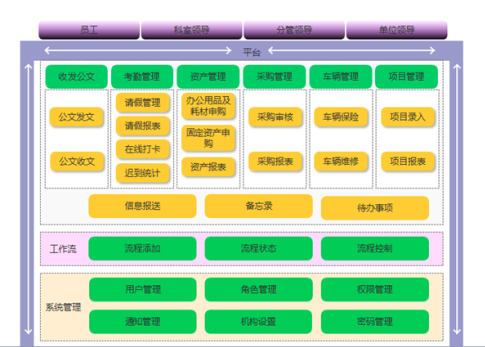 员工 科室领导 分管领导 单位领导
平台
收发公文 考勤管理 资产管理 采购管理 车辆管理 项目管理
公文发文
公文收文
请假管理
请假报表
在线打卡
迟到统计
办公用品及
耗材申购
固定资产申
购
资产报表
采购审核
采购报表
车辆保险
车辆维修
项目录入
项目报表
信息报送 备忘录 待办事项
工作流 流程添加 流程状态 流程控制
系统管理
用户管理 角色管理 权限管理
通知管理 机构设置 密码管理